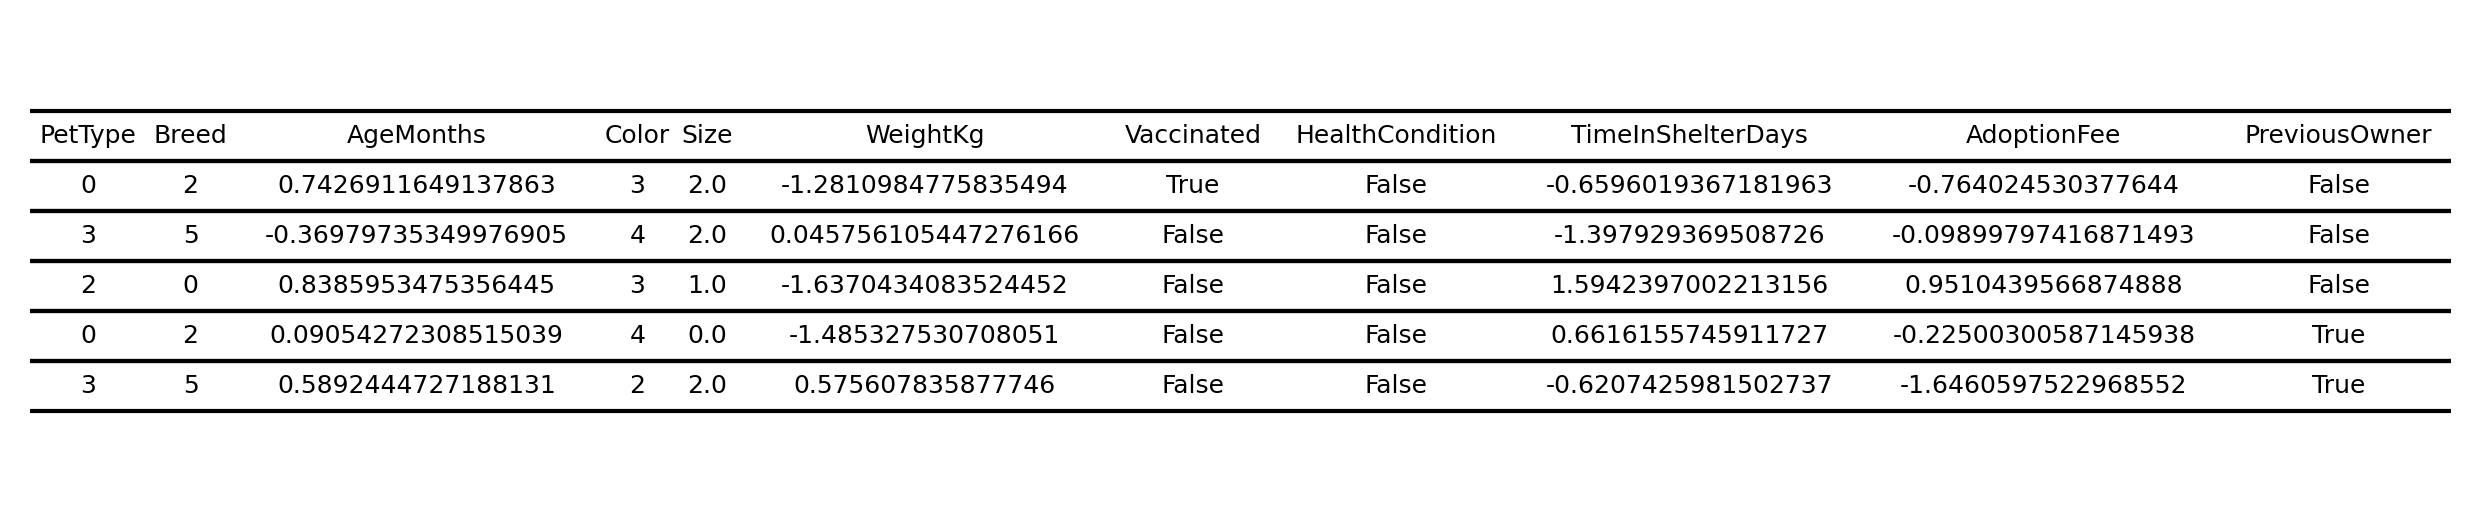 PetType Breed AgeMonths Color Size WeightKg Vaccinated HealthCondition TimeInShelterDays AdoptionFee PreviousOwner
0 2 0.7426911649137863 3 2.0 -1.2810984775835494 True False -0.6596019367181963 -0.764024530377644 False
3 5 -0.36979735349976905 4 2.0 0.045756105447276166 False False -1.397929369508726 -0.09899797416871493 False
2 0 0.8385953475356445 3 1.0 -1.6370434083524452 False False 1.5942397002213156 0.9510439566874888 False
0 2 0.09054272308515039 4 0.0 -1.485327530708051 False False 0.6616155745911727 -0.22500300587145938 True
3 5 0.5892444727188131 2 2.0 0.575607835877746 False False -0.6207425981502737 -1.6460597522968552 True